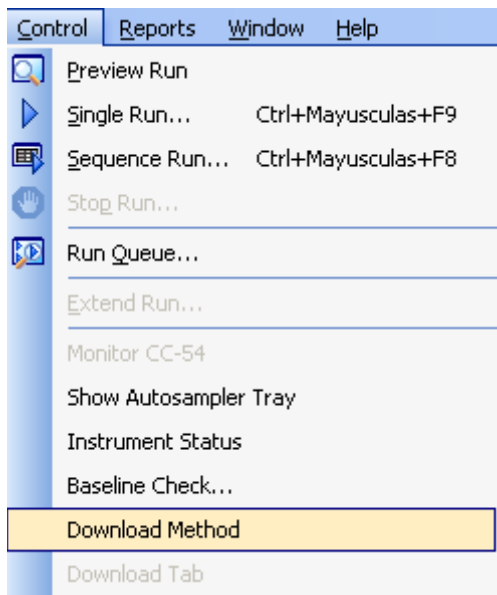 Control Reports Window Help
Preview Run
Single Run... Ctrl+Mayusculas+F9
Sequence Run... Ctrl+Mayusculas+F8
Stop Run...
Run Queue...
Extend Run...
Monitor CC-54
Show Autosampler Tray
Instrument Status
Baseline Check...
Download Method
Download Tab